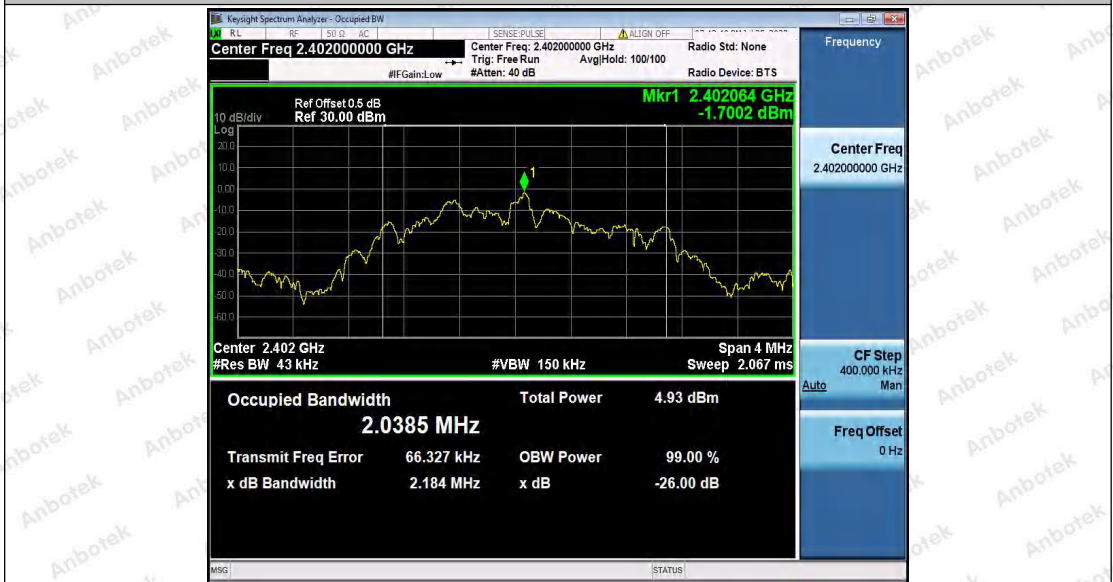 Keysight Spectrum Analyzer - Occupied BW
RL RF 50 Ω AC SENSE:PULSE ALIGN OFF
Center Freq 2.402000000 GHz
Center Freq: 2.402000000 GHz Radio Std: None
Trig: Free Run Avg|Hold: 100/100
#IFGain:Low #Atten: 40 dB Radio Device: BTS
Frequency
Mkr1 2.402064 GHz
-1.7002 dBm
Ref Offset 0.5 dB
10 dB/div Ref 30.00 dBm
Log
20.0
10.0
0.00
-10.0
-20.0
-30.0
-40.0
-50.0
-60.0
1
Center Freq
2.402000000 GHz
Center 2.402 GHz Span 4 MHz
#Res BW 43 kHz #VBW 150 kHz Sweep 2.067 ms
CF Step
400.000 kHz
Auto Man
Occupied Bandwidth Total Power 4.93 dBm
2.0385 MHz
Transmit Freq Error 66.327 kHz OBW Power 99.00 %
x dB Bandwidth 2.184 MHz x dB -26.00 dB
Freq Offset
0 Hz
MSG STATUS
Anbotek